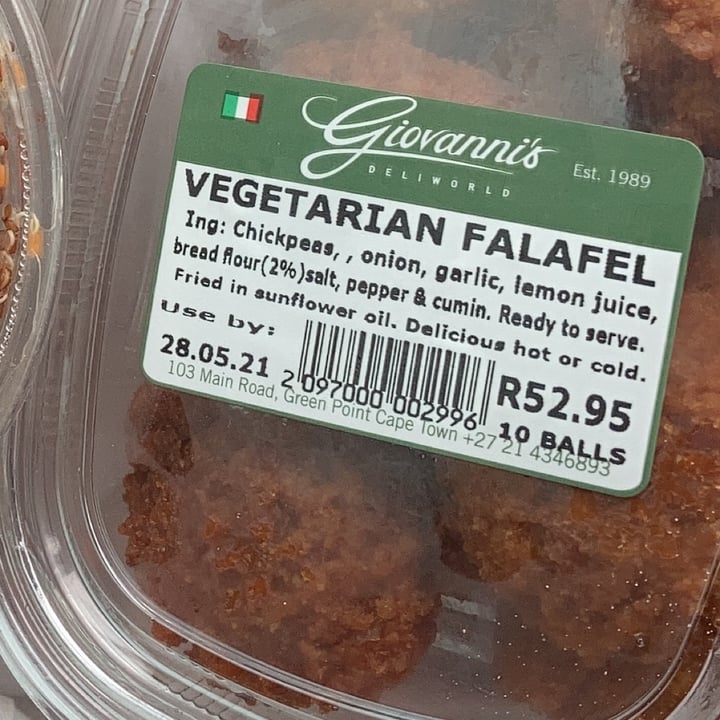 Giovanni's
DELIWORLD
Est. 1989
VEGETARIAN FALAFEL
Ing: Chickpeas, , onion, garlic, lemon juice,
bread flour(2%)salt, pepper & cumin. Ready to serve.
Fried in sunflower oil. Delicious hot or cold.
Use by:
28.05.21
2 097000 002996
R52.95
10 BALLS
103 Main Road, Green Point Cape Town +27 21 4346893